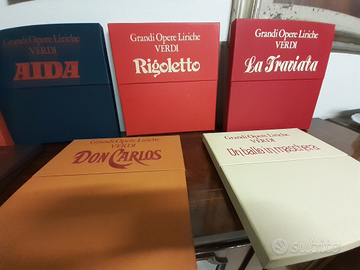 Grandi Opere Liriche
VERDI
AIDA
Grandi Opere Liriche
VERDI
Rigoletto
Grandi Opere Liriche
VERDI
La Traviata
Grandi Opere Liriche
VERDI
DON CARLOS
Grandi Opere Liriche
VERDI
Un ballo in maschera
subito